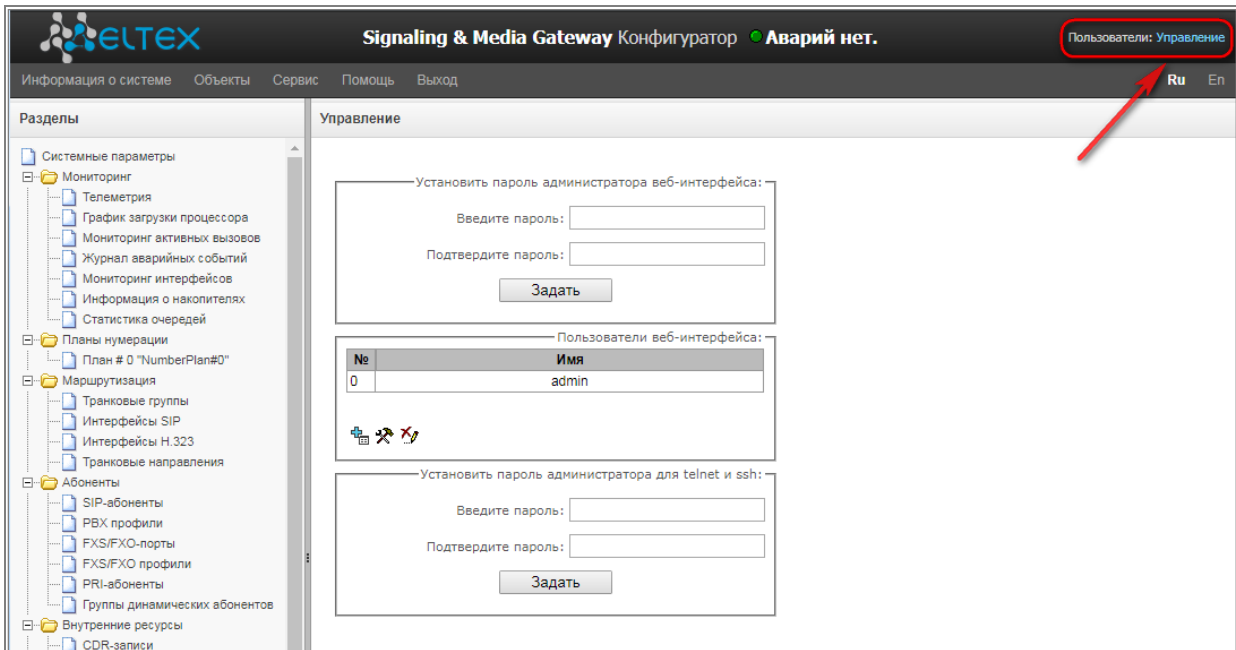 ELTEX
Signaling & Media Gateway Конфигуратор Аварий нет.
Пользователи: Управление
Информация о системе Объекты Сервис Помощь Выход
Ru En
Разделы
Системные параметры
Мониторинг
Телеметрия
График загрузки процессора
Мониторинг активных вызовов
Журнал аварийных событий
Мониторинг интерфейсов
Информация о накопителях
Статистика очередей
Планы нумерации
План # 0 "NumberPlan#0"
Маршрутизация
Транковые группы
Интерфейсы SIP
Интерфейсы H.323
Транковые направления
Абоненты
SIP-абоненты
PBX профили
FXS/FXO-порты
FXS/FXO профили
PRI-абоненты
Группы динамических абонентов
Внутренние ресурсы
CDR-записи
Управление
Установить пароль администратора веб-интерфейса:
Введите пароль:
Подтвердите пароль:
Задать
Пользователи веб-интерфейса:
№ Имя
0 admin
Установить пароль администратора для telnet и ssh:
Введите пароль:
Подтвердите пароль:
Задать